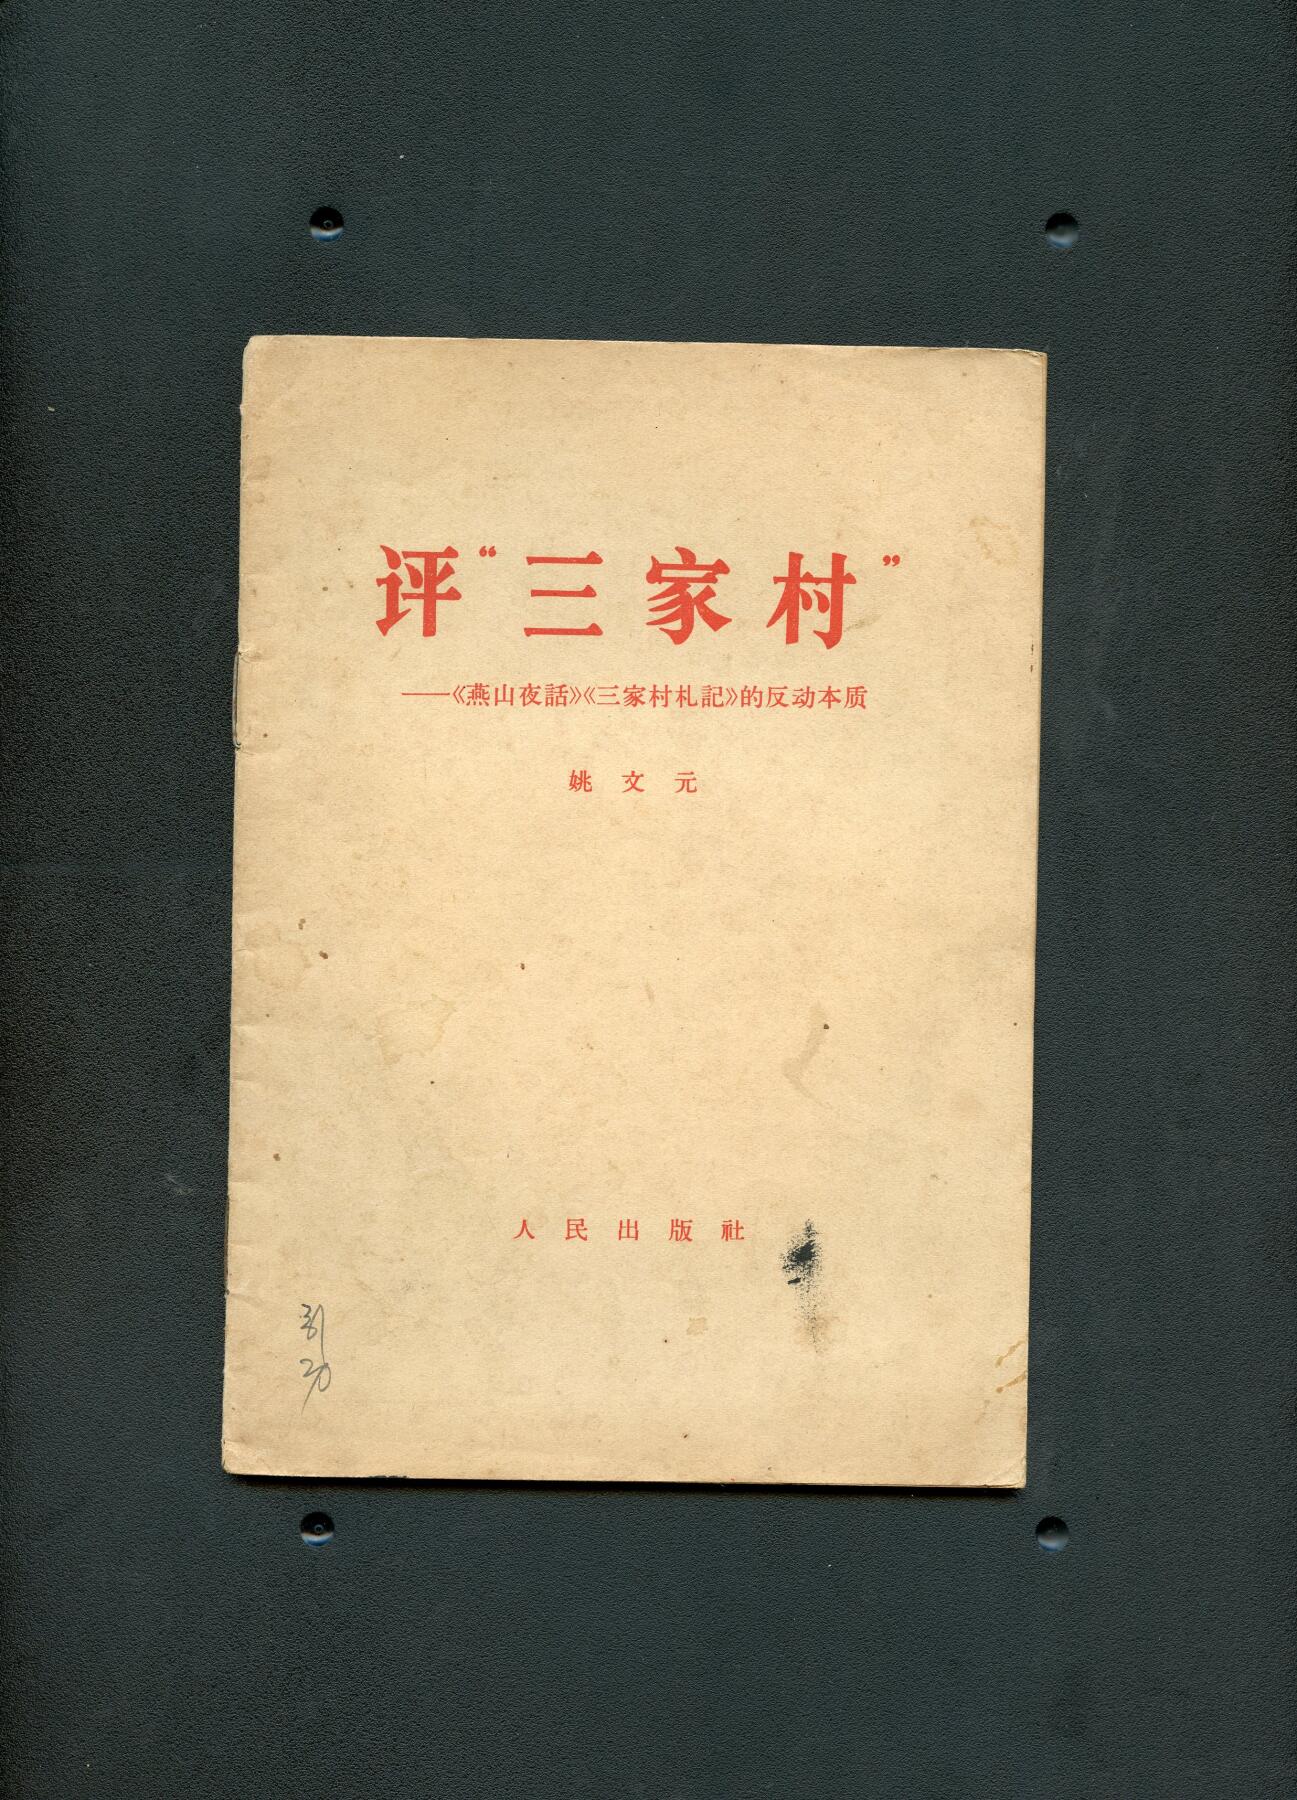 评“三家村”
——《燕山夜話》《三家村札記》的反动本质
姚文元
人民出版社